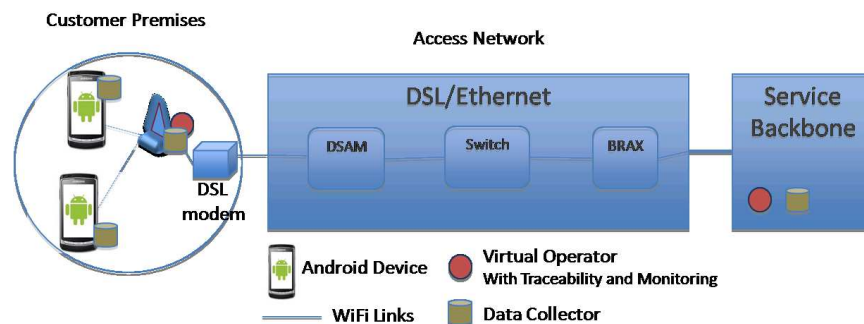 Customer Premises
Access Network
DSL/Ethernet
Service
Backbone
DSAM
Switch
BRAX
DSL
modem
Android Device
Virtual Operator
With Traceability and Monitoring
WiFi Links
Data Collector